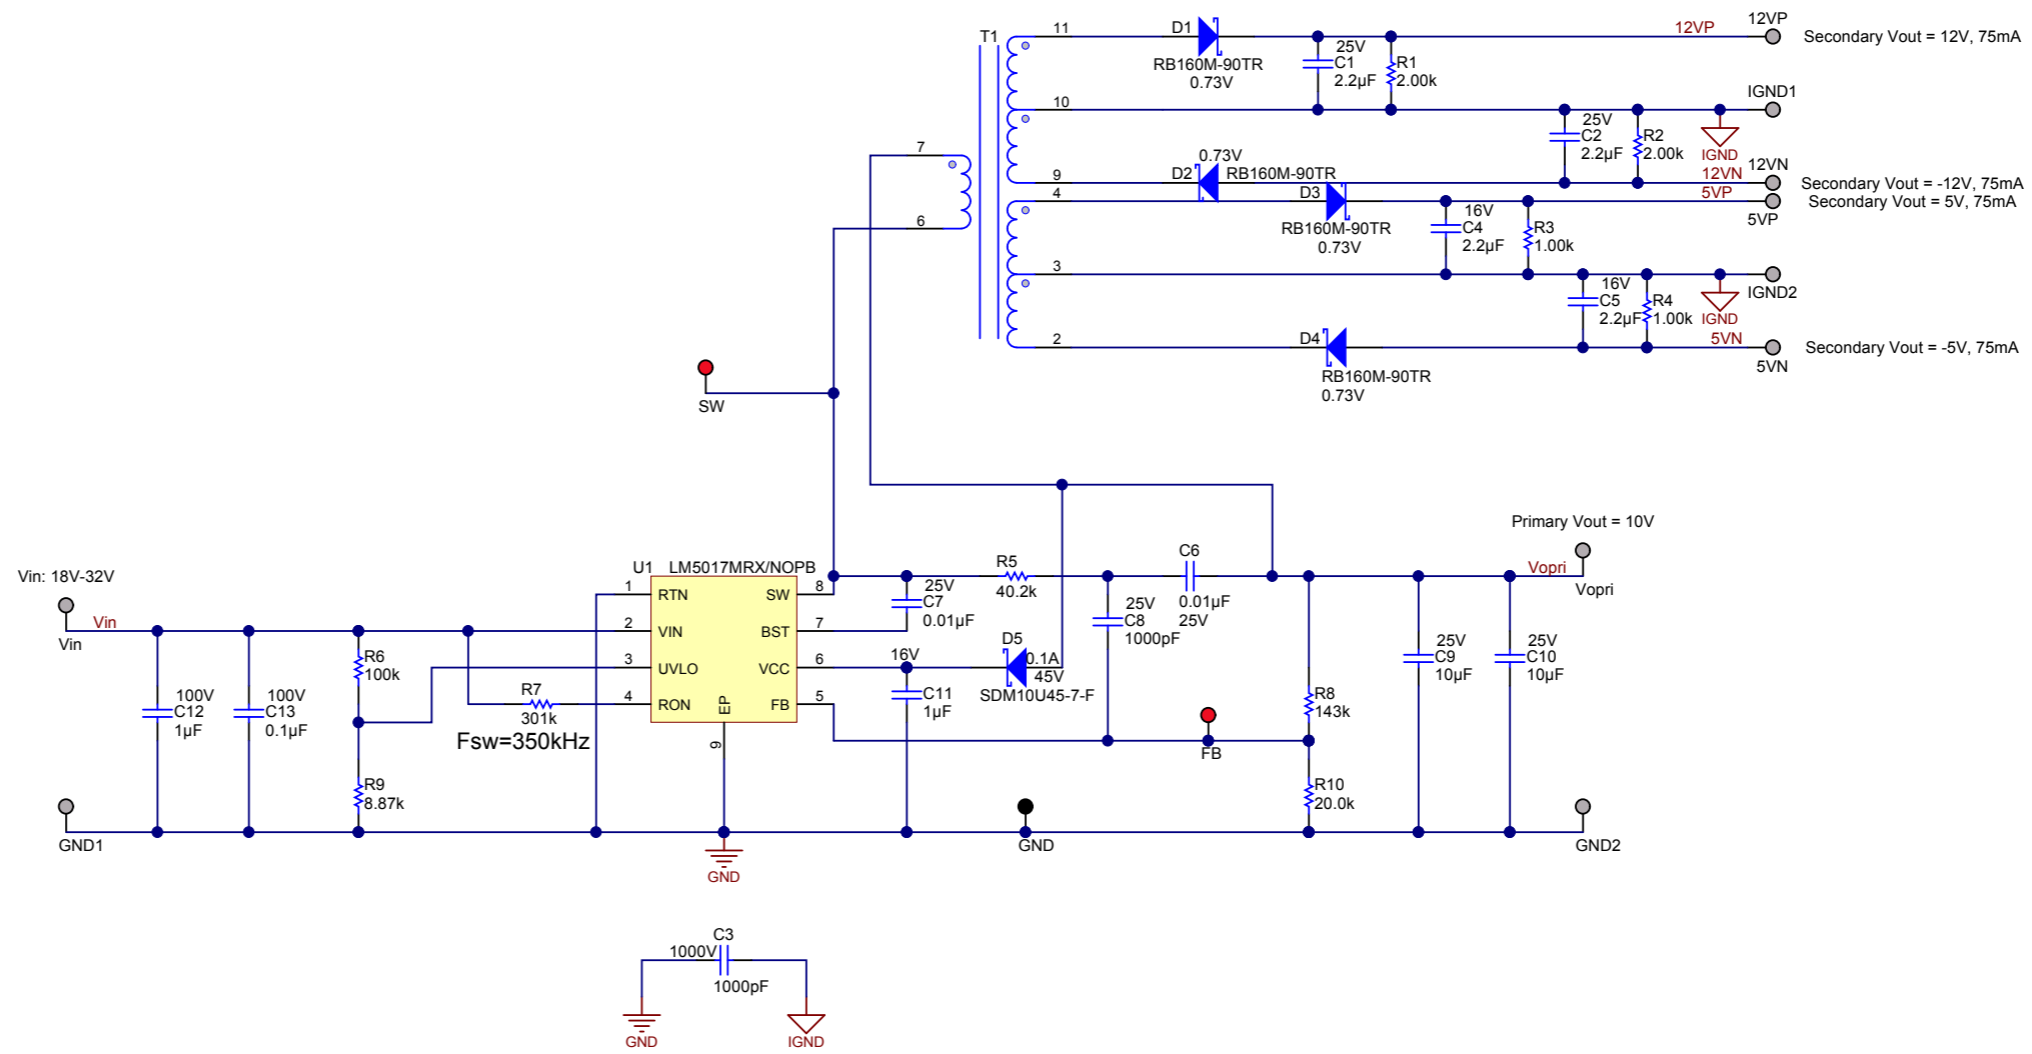 T1
11
D1
RB160M-90TR
0.73V
25V
C1
2.2µF
R1
2.00k
12VP
12VP
Secondary Vout = 12V, 75mA
10
IGND1
25V
C2
2.2µF
R2
2.00k
IGND
7
6
9
0.73V
D2
RB160M-90TR
12VN
12VN
Secondary Vout = -12V, 75mA
4
D3
RB160M-90TR
0.73V
5VP
5VP
Secondary Vout = 5V, 75mA
16V
C4
2.2µF
R3
1.00k
3
IGND2
16V
C5
2.2µF
R4
1.00k
IGND
2
D4
RB160M-90TR
0.73V
5VN
5VN
Secondary Vout = -5V, 75mA
SW
Primary Vout = 10V
Vopri
Vopri
Vin: 18V-32V
Vin
Vin
U1
LM5017MRX/NOPB
1
RTN
2
VIN
3
UVLO
4
RON
SW
8
BST
7
VCC
6
FB
5
EP
9
25V
C7
0.01µF
R5
40.2k
C6
0.01µF
25V
25V
C8
1000pF
16V
C11
1µF
D5
0.1A
45V
SDM10U45-7-F
100V
C12
1µF
100V
C13
0.1µF
R6
100k
R7
301k
Fsw=350kHz
R9
8.87k
FB
R8
143k
R10
20.0k
25V
C9
10µF
25V
C10
10µF
GND1
GND
GND
GND2
C3
1000V
1000pF
GND
IGND